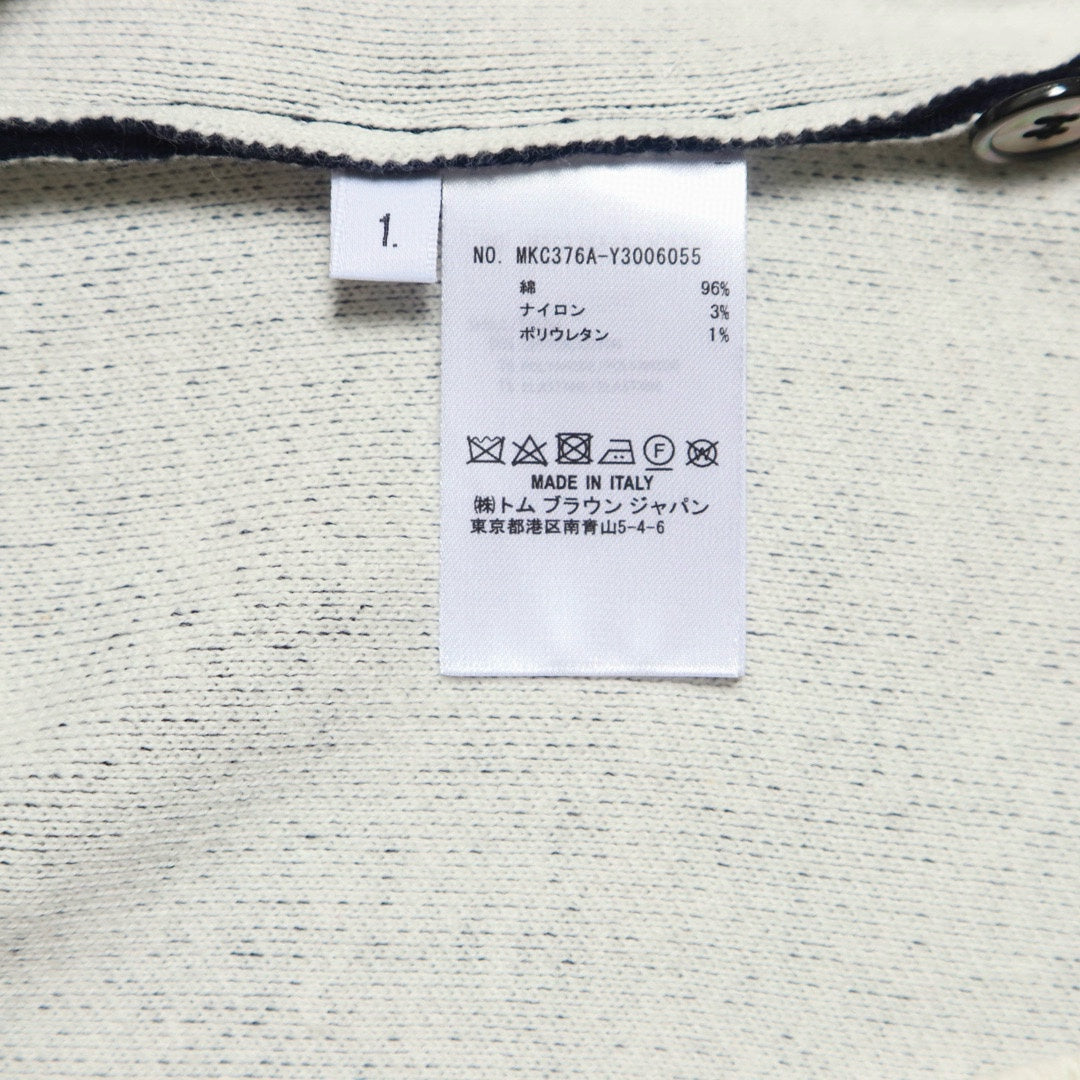 1.
NO. MKC376A-Y3006055
綿 96%
ナイロン 3%
ポリウレタン 1%
F
W
MADE IN ITALY
㈱トム ブラウン ジャパン
東京都港区南青山5-4-6